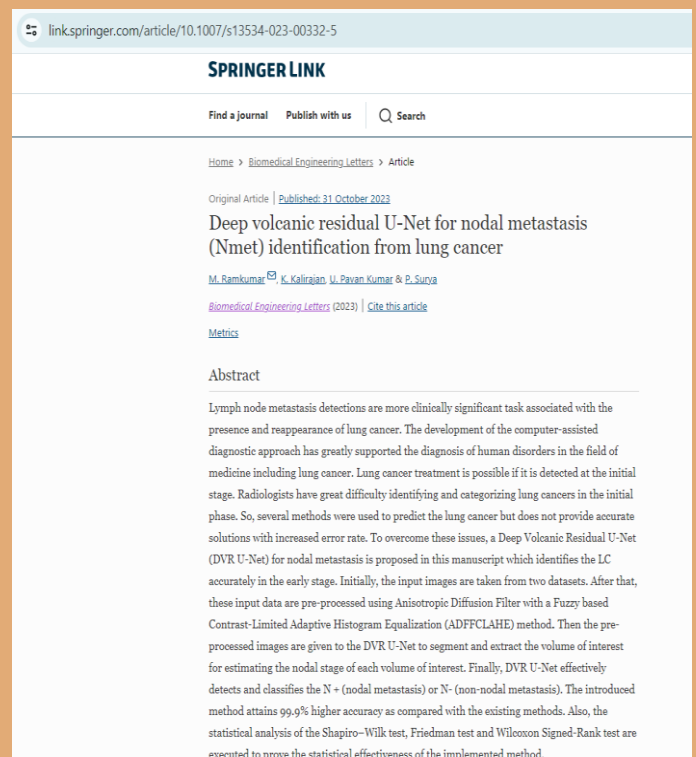 link.springer.com/article/10.1007/s13534-023-00332-5
SPRINGER LINK
Find a journal Publish with us Search
Home > Biomedical Engineering Letters > Article
Original Article | Published: 31 October 2023
Deep volcanic residual U-Net for nodal metastasis
(Nmet) identification from lung cancer
M. Ramkumar, K. Kalirajan, U. Pavan Kumar & P. Surya
Biomedical Engineering Letters (2023) | Cite this article
Metrics
Abstract
Lymph node metastasis detections are more clinically significant task associated with the
presence and reappearance of lung cancer. The development of the computer-assisted
diagnostic approach has greatly supported the diagnosis of human disorders in the field of
medicine including lung cancer. Lung cancer treatment is possible if it is detected at the initial
stage. Radiologists have great difficulty identifying and categorizing lung cancers in the initial
phase. So, several methods were used to predict the lung cancer but does not provide accurate
solutions with increased error rate. To overcome these issues, a Deep Volcanic Residual U-Net
(DVR U-Net) for nodal metastasis is proposed in this manuscript which identifies the LC
accurately in the early stage. Initially, the input images are taken from two datasets. After that,
these input data are pre-processed using Anisotropic Diffusion Filter with a Fuzzy based
Contrast-Limited Adaptive Histogram Equalization (ADFFCLAHE) method. Then the pre-
processed images are given to the DVR U-Net to segment and extract the volume of interest
for estimating the nodal stage of each volume of interest. Finally, DVR U-Net effectively
detects and classifies the N + (nodal metastasis) or N- (non-nodal metastasis). The introduced
method attains 99.9% higher accuracy as compared with the existing methods. Also, the
statistical analysis of the Shapiro–Wilk test, Friedman test and Wilcoxon Signed-Rank test are
executed to prove the statistical effectiveness of the implemented method.